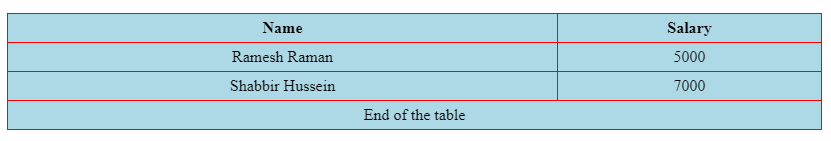 Name Salary
Ramesh Raman 5000
Shabbir Hussein 7000
End of the table